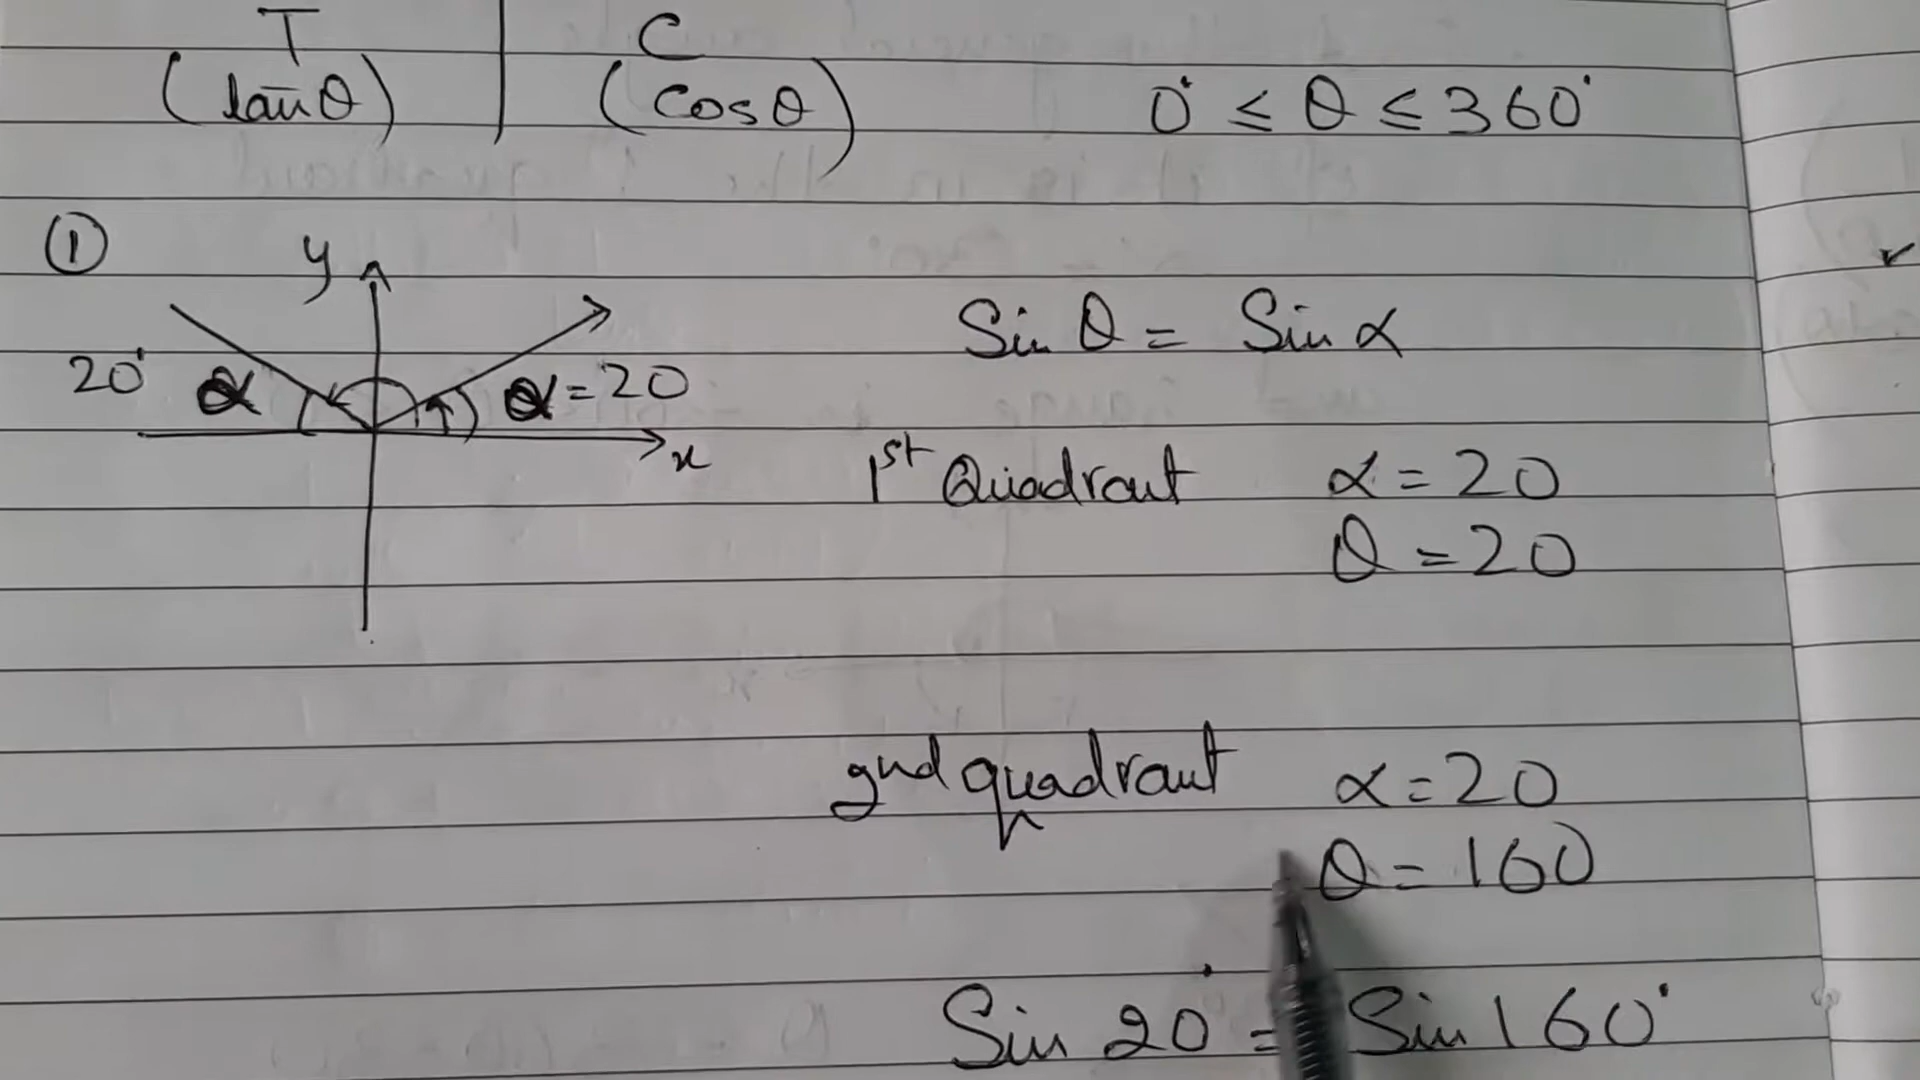 T C
(tanθ) (cosθ) 0° ≤ θ ≤ 360°
① y
Sin θ = Sin α
20° α α = 20
x
1st Quadrant α = 20
θ = 20
2nd quadrant α = 20
θ = 160
Sin 20° = Sin 160°